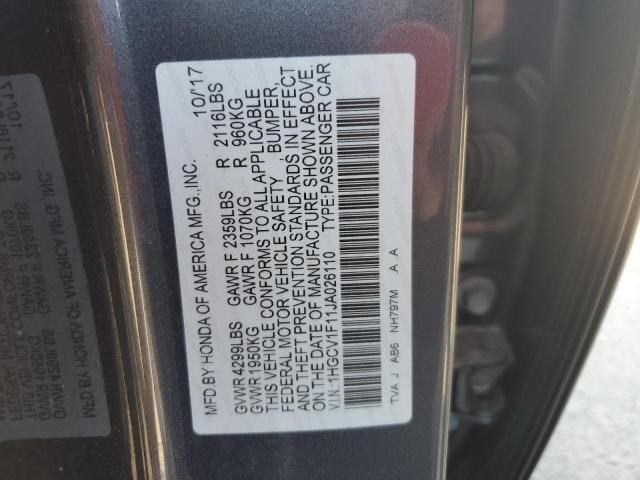 MFD.BY HONDA OF AMERICA MFG.,INC. 10/'17
GVWR 4299LBS GAWR F 2359LBS R 2116LBS
GVWR 1950KG GAWR F 1070KG R 960KG
THIS VEHICLE CONFORMS TO ALL APPLICABLE
FEDERAL MOTOR VEHICLE SAFETY, BUMPER,
AND THEFT PREVENTION STANDARDS IN EFFECT
ON THE DATE OF MANUFACTURE SHOWN ABOVE.
V.I.N.:1HGCV1F11JA026110 TYPE:PASSENGER CAR
TVA J AB6 NH797M A A